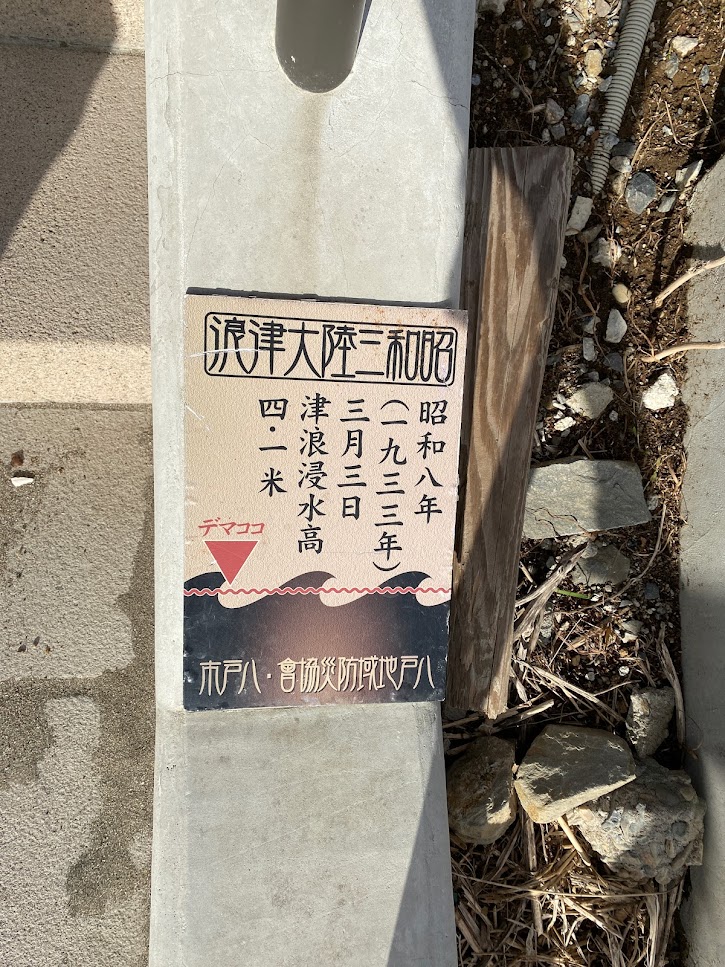 昭和三陸大津浪
昭和八年
(一九三三年)
三月三日
津浪浸水高
四・一米
ココマデ
八戸地域防災協會・八戸市